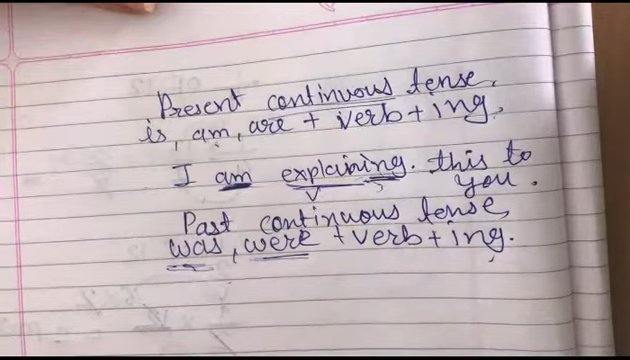 Present continuous tense,
is, am, are + verb + ing,
I am explaining. this to
you.
V
Past continuous tense,
was, were + verb + ing.